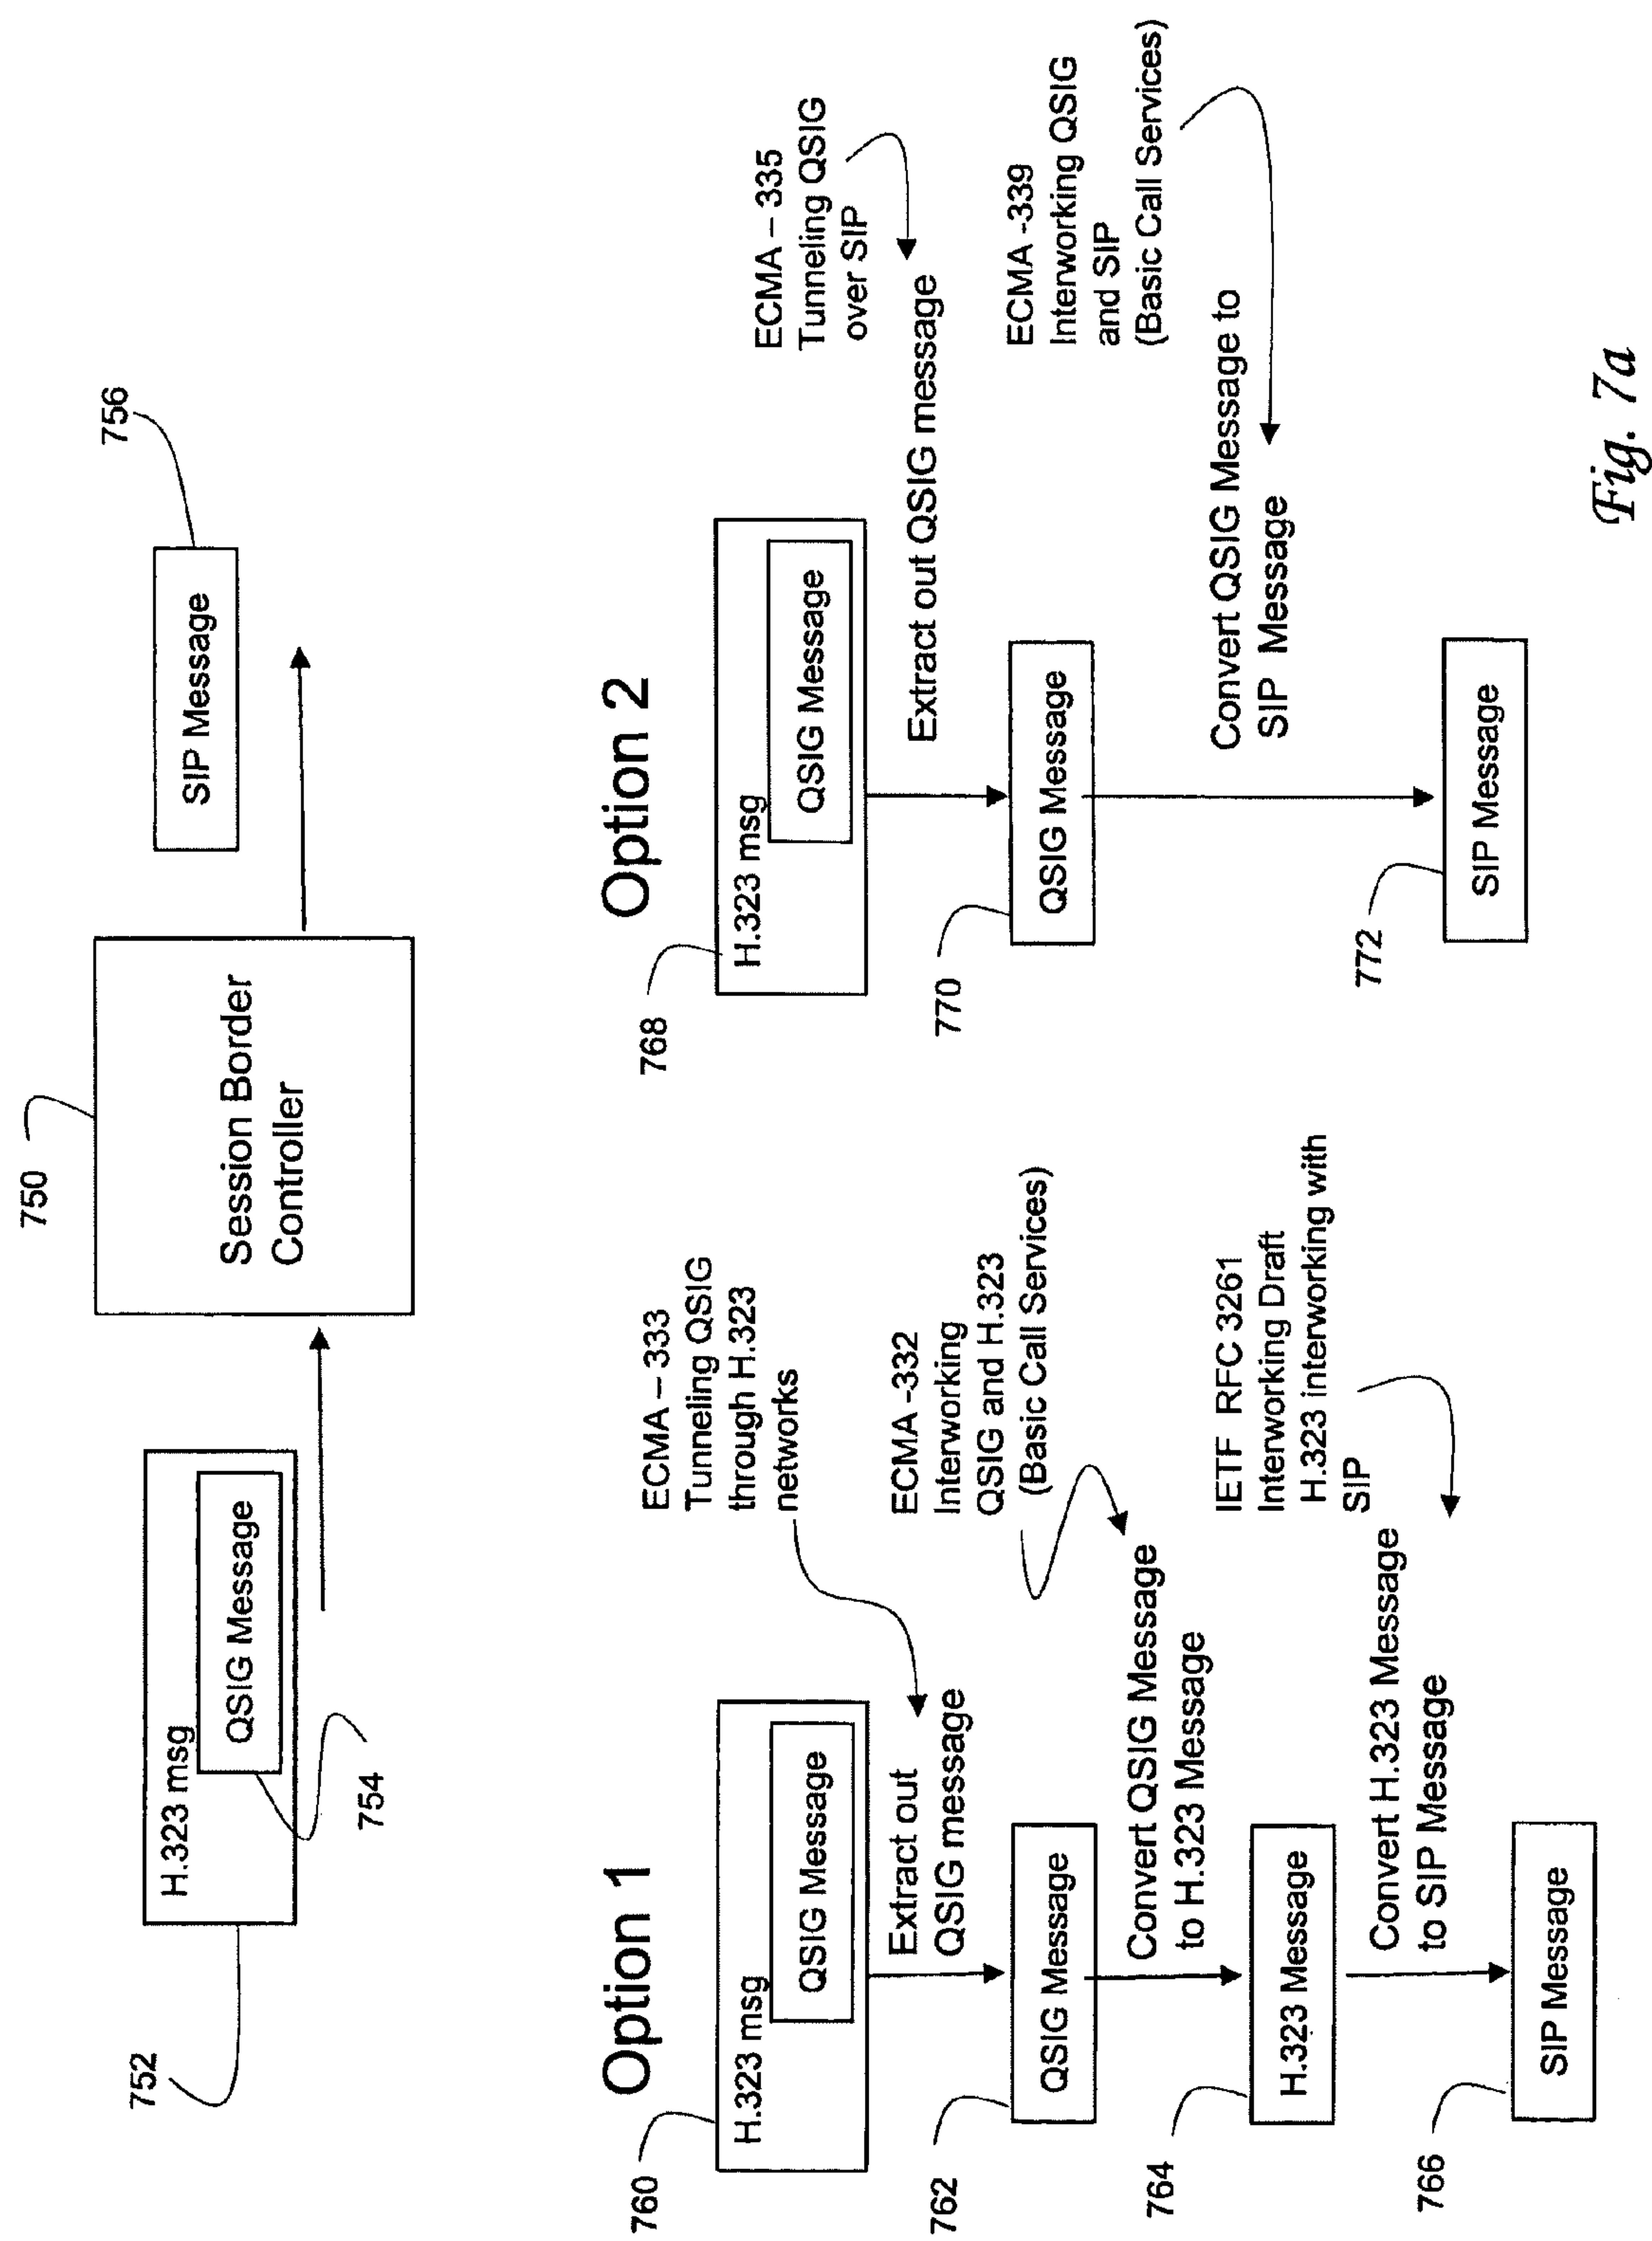 750
752
H.323 msg
QSIG Message
754
Session Border
Controller
SIP Message
756
Option 1
760
H.323 msg
QSIG Message
Extract out
QSIG message
ECMA – 333
Tunneling QSIG
through H.323
networks
762
QSIG Message
Convert QSIG Message
to H.323 Message
ECMA -332
Interworking
QSIG and H.323
(Basic Call Services)
764
H.323 Message
Convert H.323 Message
to SIP Message
IETF RFC 3261
Interworking Draft
H.323 interworking with
SIP
766
SIP Message
Option 2
768
H.323 msg
QSIG Message
Extract out QSIG message
ECMA – 335
Tunneling QSIG
over SIP
770
QSIG Message
Convert QSIG Message to
SIP Message
ECMA -339
Interworking QSIG
and SIP
(Basic Call Services)
772
SIP Message
Fig. 7a